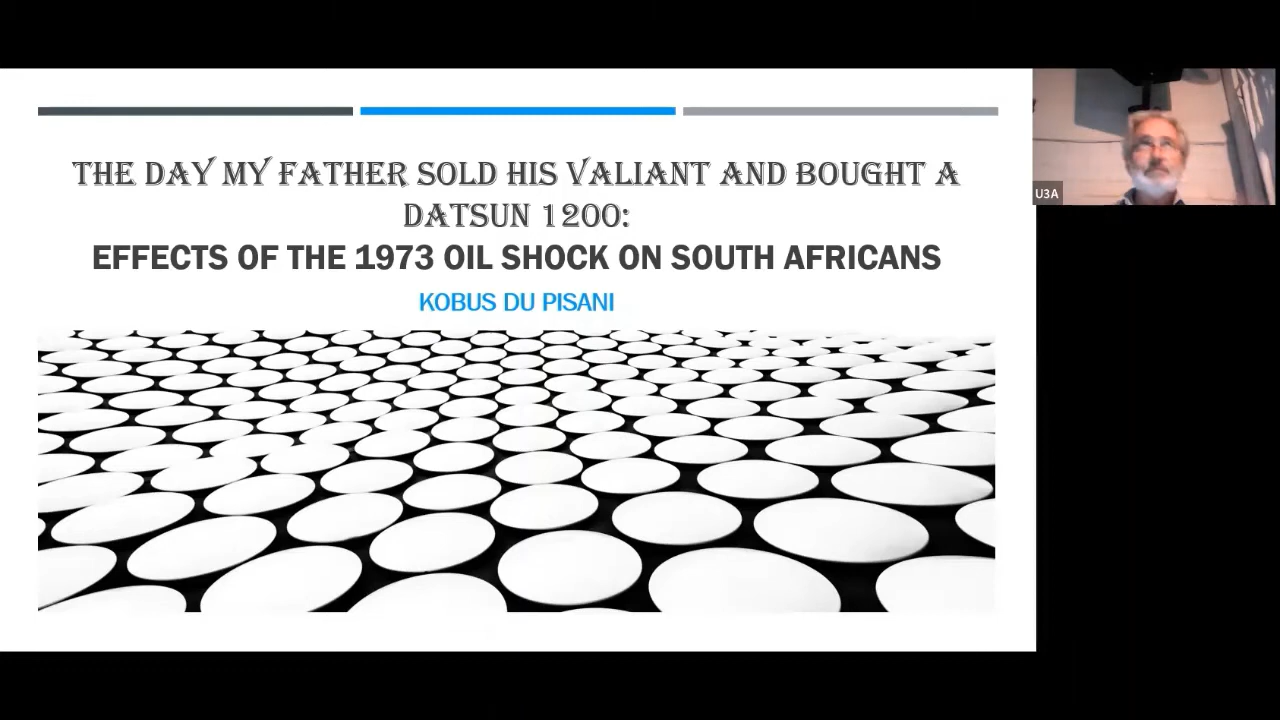 THE DAY MY FATHER SOLD HIS VALIANT AND BOUGHT A
DATSUN 1200:
EFFECTS OF THE 1973 OIL SHOCK ON SOUTH AFRICANS
KOBUS DU PISANI
U3A